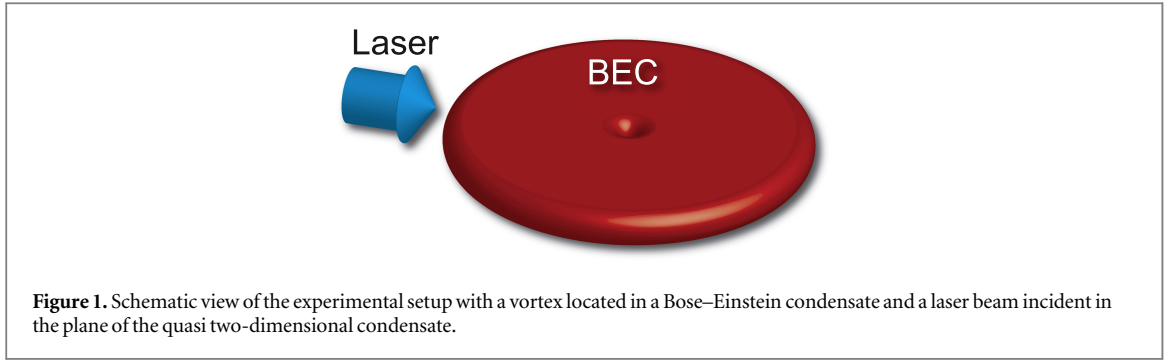 Laser
BEC
Figure 1. Schematic view of the experimental setup with a vortex located in a Bose–Einstein condensate and a laser beam incident in
the plane of the quasi two-dimensional condensate.